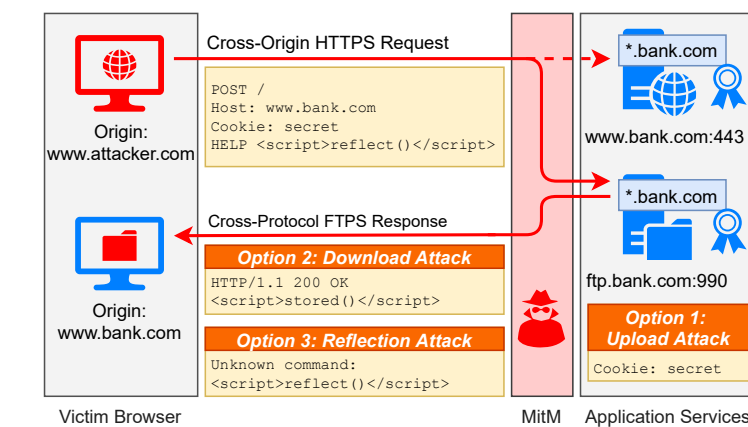 Cross-Origin HTTPS Request
POST /
Host: www.bank.com
Cookie: secret
HELP <script>reflect()</script>
Origin:
www.attacker.com
*.bank.com
www.bank.com:443
*.bank.com
ftp.bank.com:990
Cross-Protocol FTPS Response
Option 2: Download Attack
HTTP/1.1 200 OK
<script>stored()</script>
Option 3: Reflection Attack
Unknown command:
<script>reflect()</script>
Origin:
www.bank.com
Option 1:
Upload Attack
Cookie: secret
Victim Browser
MitM
Application Services